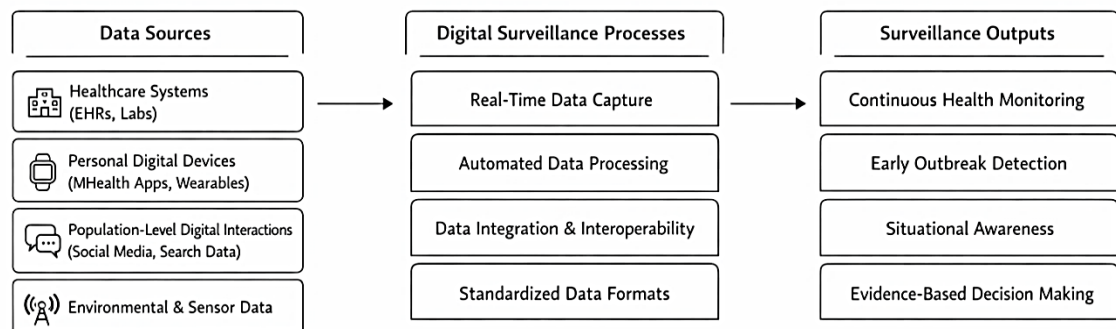 Data Sources
Healthcare Systems
(EHRs, Labs)
Personal Digital Devices
(MHealth Apps, Wearables)
Population-Level Digital Interactions
(Social Media, Search Data)
Environmental & Sensor Data
Digital Surveillance Processes
Real-Time Data Capture
Automated Data Processing
Data Integration & Interoperability
Standardized Data Formats
Surveillance Outputs
Continuous Health Monitoring
Early Outbreak Detection
Situational Awareness
Evidence-Based Decision Making